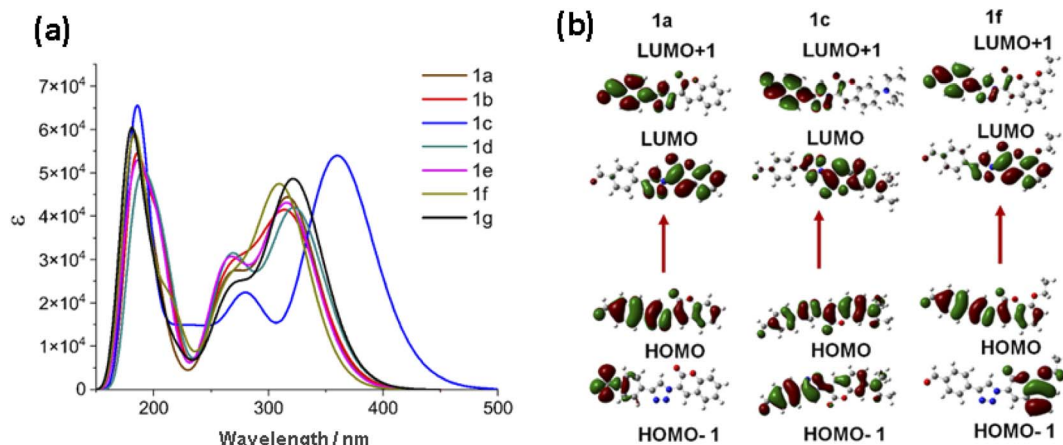 (a)
ε
7×10⁴
6×10⁴
5×10⁴
4×10⁴
3×10⁴
2×10⁴
1×10⁴
0
200
300
400
500
Wavelength / nm
1a
1b
1c
1d
1e
1f
1g
(b)
1a 1c 1f
LUMO+1 LUMO+1 LUMO+1
LUMO LUMO LUMO
HOMO HOMO HOMO
HOMO- 1 HOMO- 1 HOMO- 1